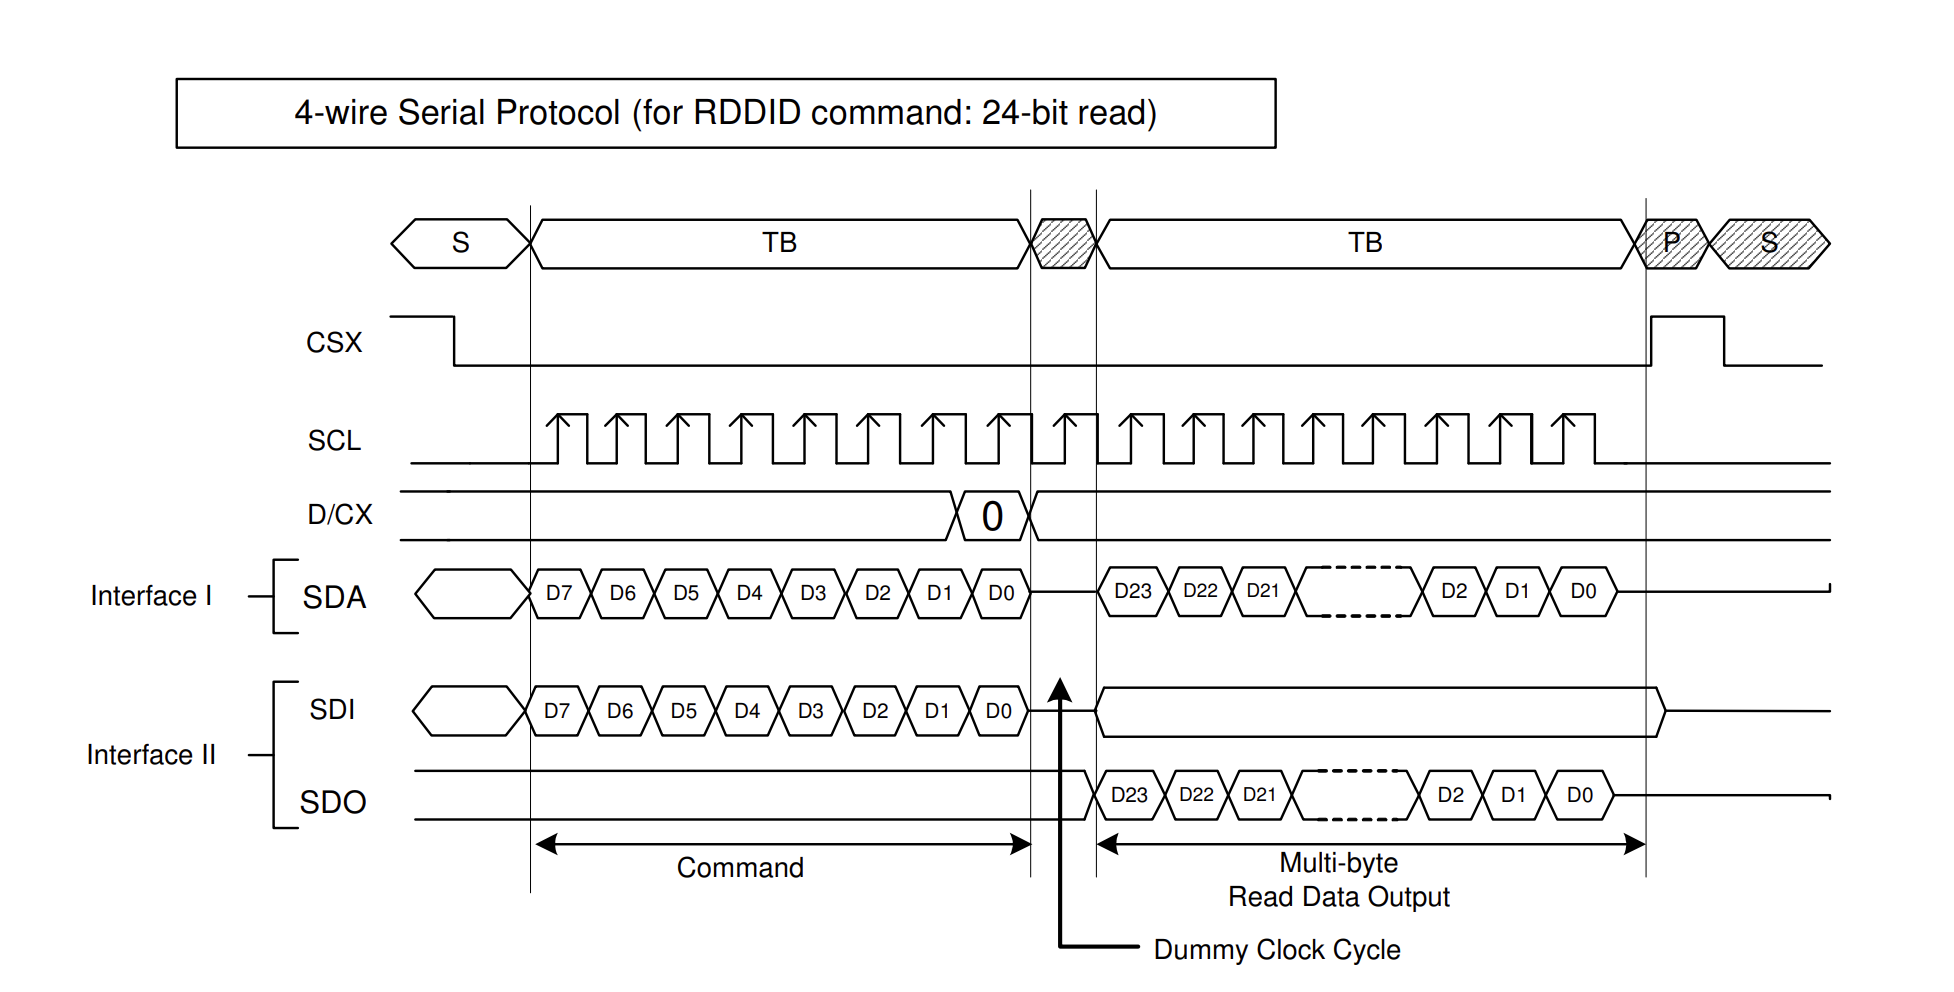 4-wire Serial Protocol (for RDDID command: 24-bit read)
S TB TB P S
CSX
SCL
D/CX 0
Interface I SDA D7 D6 D5 D4 D3 D2 D1 D0 D23 D22 D21 D2 D1 D0
SDI D7 D6 D5 D4 D3 D2 D1 D0
Interface II
SDO D23 D22 D21 D2 D1 D0
Command
Multi-byte
Read Data Output
Dummy Clock Cycle